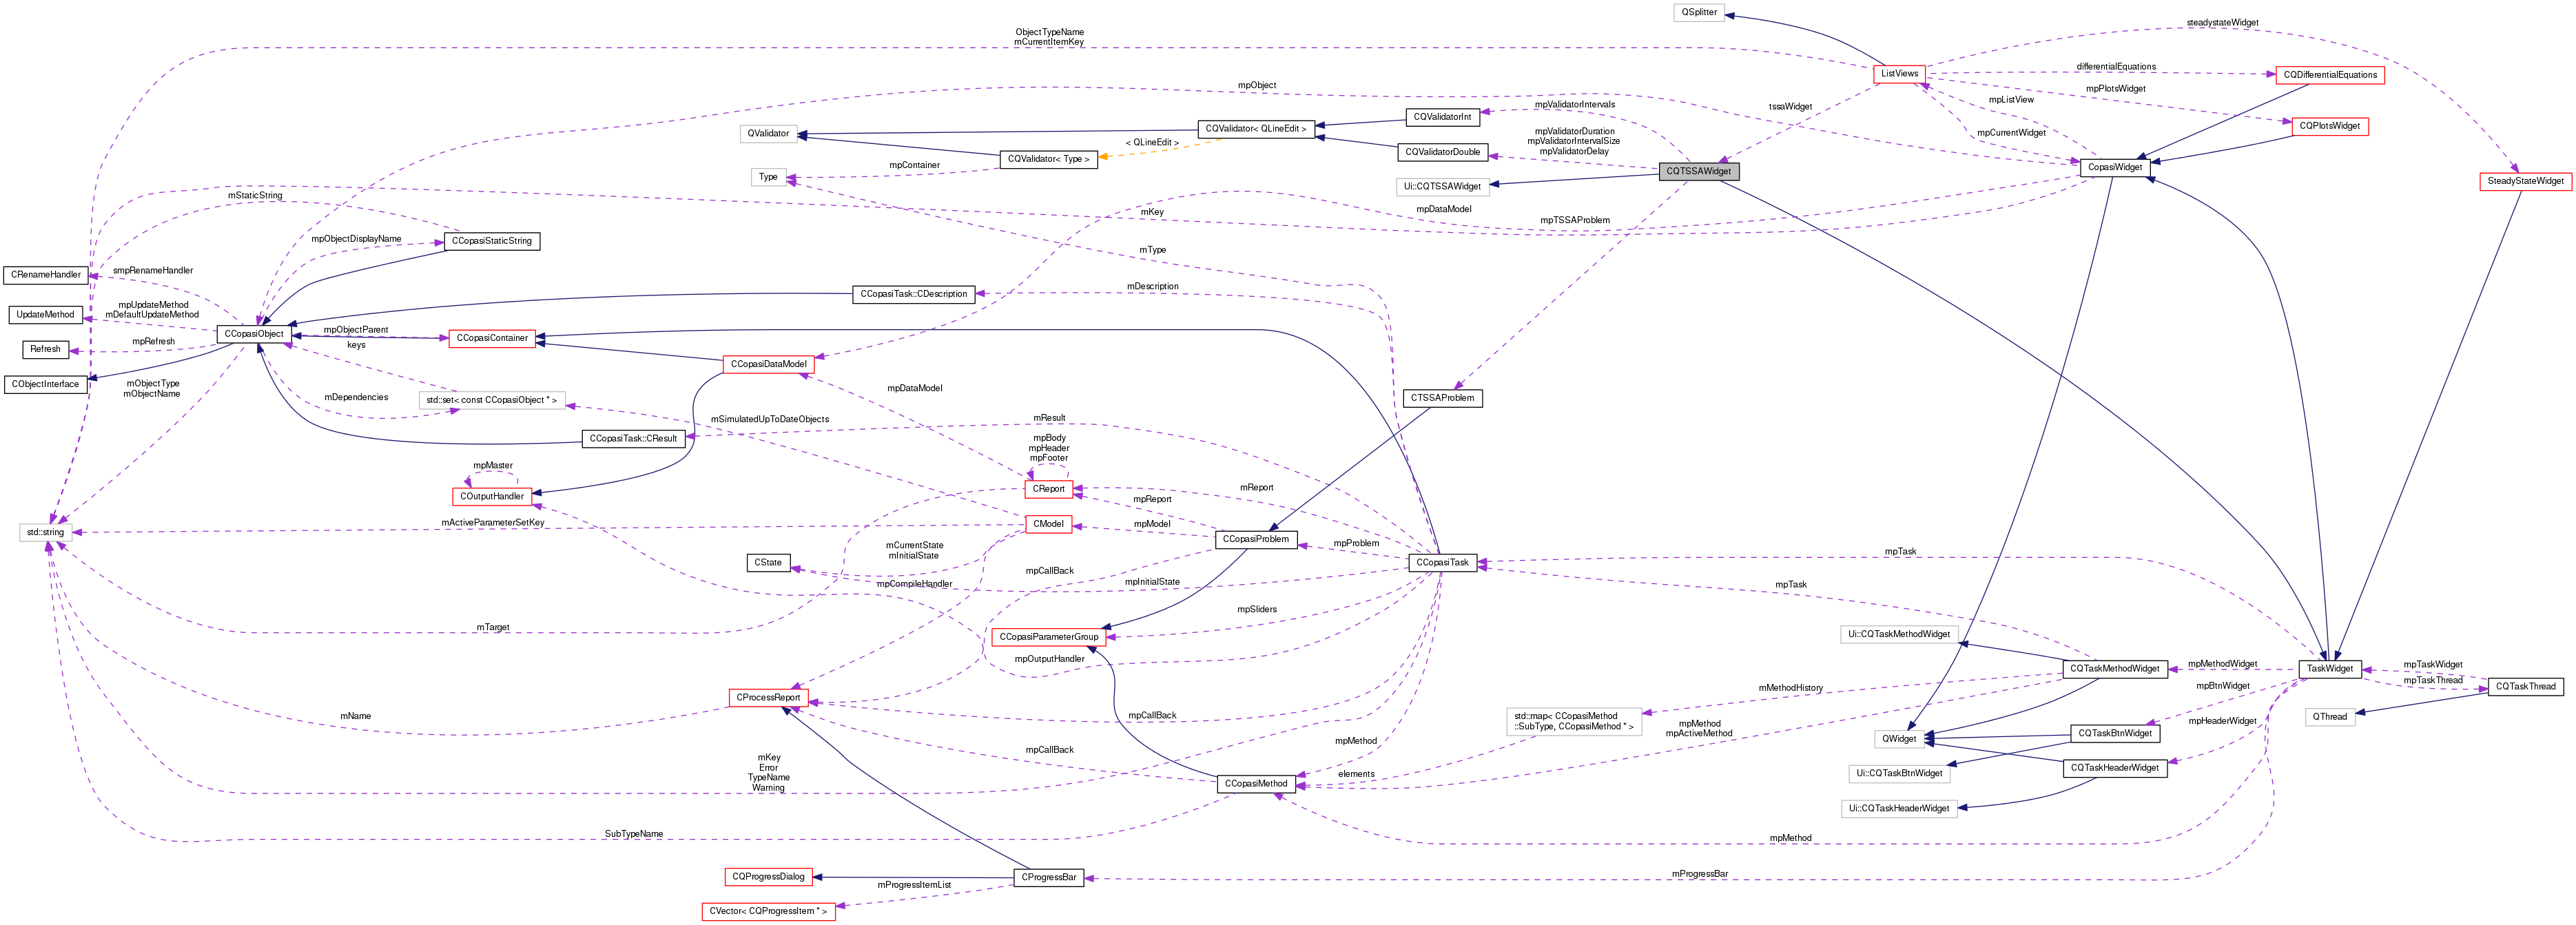 QSplitter
steadystateWidget
ObjectTypeName
mCurrentItemKey
ListViews
differentialEquations
CQDifferentialEquations
mpObject
mpPlotsWidget
mpListView
tssaWidget
mpValidatorIntervals
CQValidatorInt
CQPlotsWidget
QValidator
CQValidator< QLineEdit >
mpValidatorDuration
mpValidatorIntervalSize
mpValidatorDelay
mpCurrentWidget
< QLineEdit >
CQValidatorDouble
CQValidator< Type >
mpContainer
CopasiWidget
CQTSSAWidget
Type
Ui::CQTSSAWidget
SteadyStateWidget
mStaticString
mKey
mpDataModel
mpTSSAProblem
mpObjectDisplayName
CCopasiStaticString
mType
CRenameHandler
smpRenameHandler
mDescription
CCopasiTask::CDescription
mpUpdateMethod
mDefaultUpdateMethod
UpdateMethod
CCopasiObject
mpObjectParent
CCopasiContainer
keys
mpRefresh
Refresh
CCopasiDataModel
CObjectInterface
mObjectType
mObjectName
mpDataModel
mDependencies
std::set< const CCopasiObject * >
CTSSAProblem
mSimulatedUpToDateObjects
mResult
CCopasiTask::CResult
mpBody
mpHeader
mpFooter
mpMaster
COutputHandler
CReport
mReport
mpReport
mActiveParameterSetKey
CModel
mpModel
std::string
CCopasiProblem
mpProblem
mCurrentState
mInitialState
mpTask
CState
CCopasiTask
mpCallBack
mpInitialState
mpCompileHandler
mpTask
mpSliders
mTarget
CCopasiParameterGroup
Ui::CQTaskMethodWidget
mpOutputHandler
CQTaskMethodWidget
mpMethodWidget
TaskWidget
mpTaskWidget
mpTaskThread
CQTaskThread
mMethodHistory
mpBtnWidget
CProcessReport
mName
mpCallBack
std::map< CCopasiMethod
::SubType, CCopasiMethod * >
mpMethod
mpActiveMethod
mpHeaderWidget
QThread
CQTaskBtnWidget
QWidget
mpMethod
mpCallBack
mKey
Error
TypeName
Warning
elements
CCopasiMethod
CQTaskHeaderWidget
Ui::CQTaskBtnWidget
Ui::CQTaskHeaderWidget
SubTypeName
mpMethod
CQProgressDialog
CProgressBar
mProgressBar
mProgressItemList
CVector< CQProgressItem * >